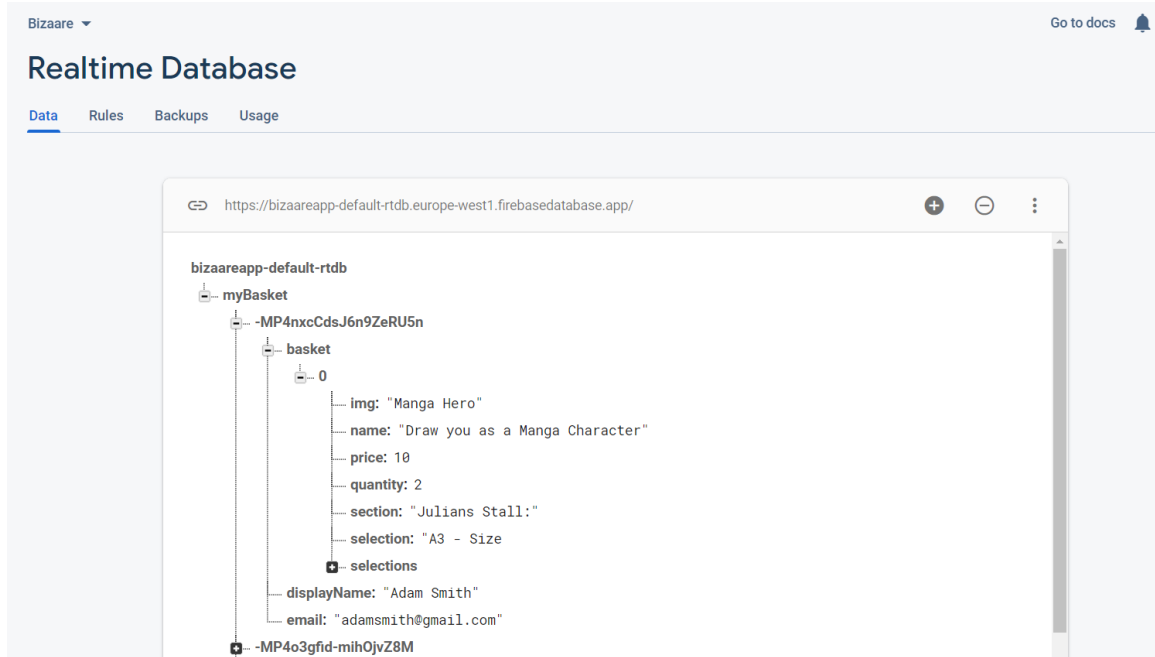 Bizaare
Go to docs
Realtime Database
Data Rules Backups Usage
https://bizaareapp-default-rtdb.europe-west1.firebasedatabase.app/
bizaareapp-default-rtdb
myBasket
-MP4nxcCdsJ6n9ZeRU5n
basket
0
img: "Manga Hero"
name: "Draw you as a Manga Character"
price: 10
quantity: 2
section: "Julians Stall:"
selection: "A3 - Size
selections
displayName: "Adam Smith"
email: "adamsmith@gmail.com"
-MP4o3gfid-mihOjvZ8M